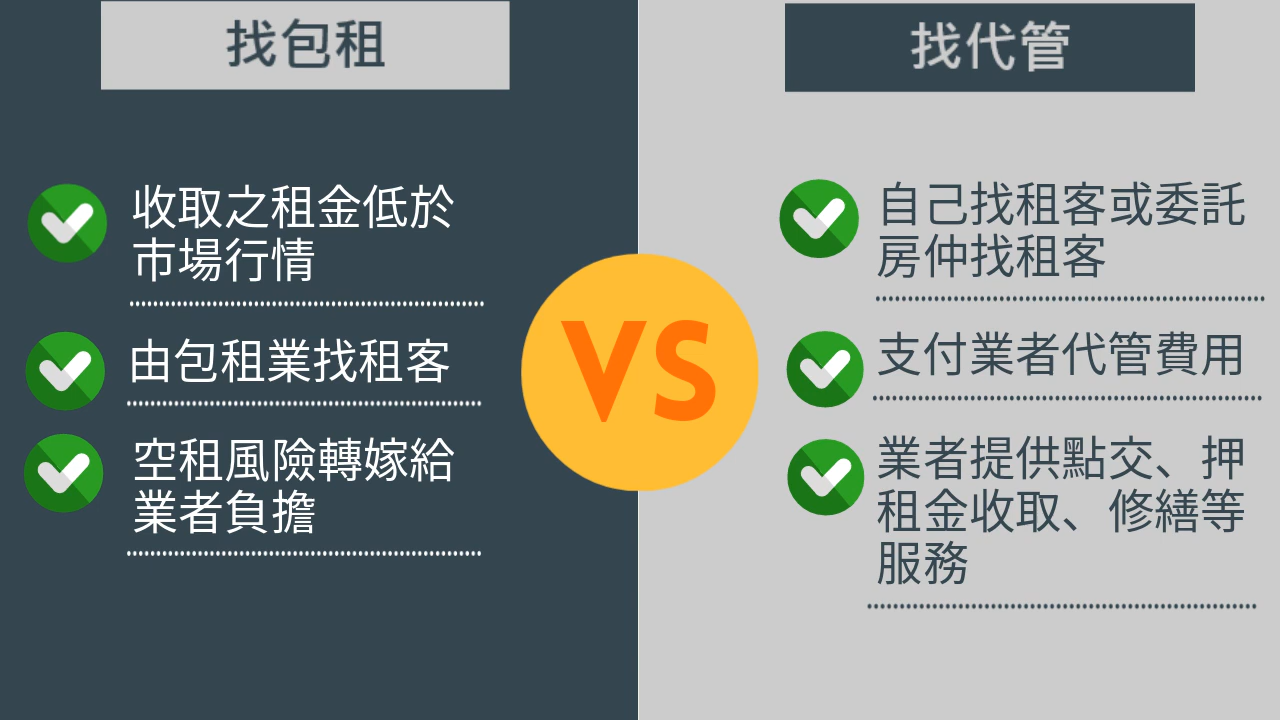 找包租
收取之租金低於
市場行情
由包租業找租客
空租風險轉嫁給
業者負擔
VS
找代管
自己找租客或委託
房仲找租客
支付業者代管費用
業者提供點交、押
租金收取、修繕等
服務